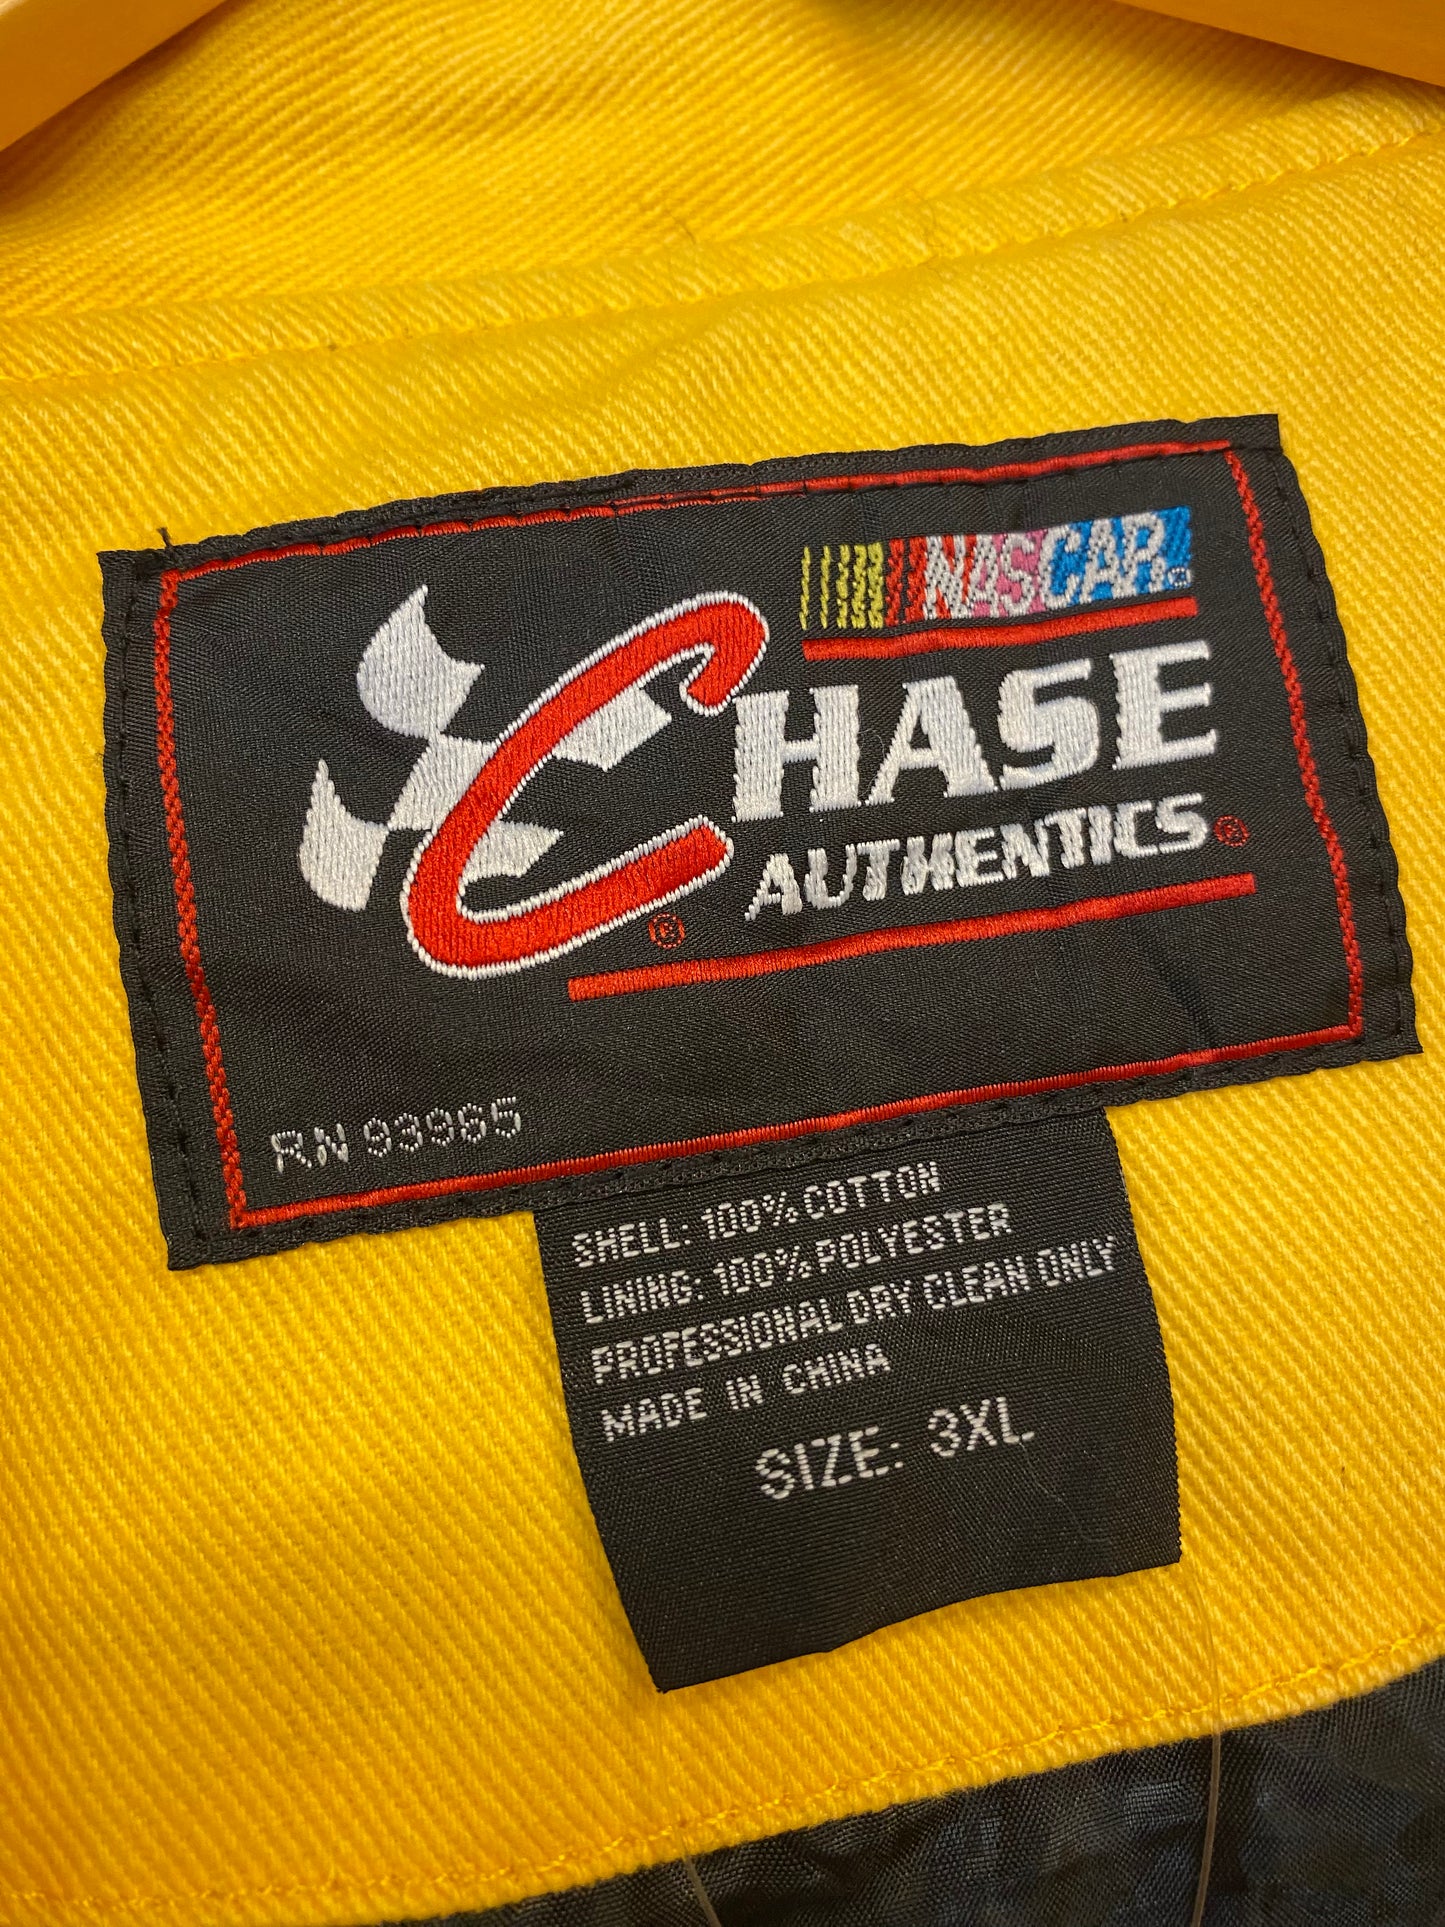 NASCAR®
CHASE
AUTHENTICS®
®
RN 93965
SHELL: 100% COTTON
LINING: 100% POLYESTER
PROFESSIONAL DRY CLEAN ONLY
MADE IN CHINA
SIZE: 3XL